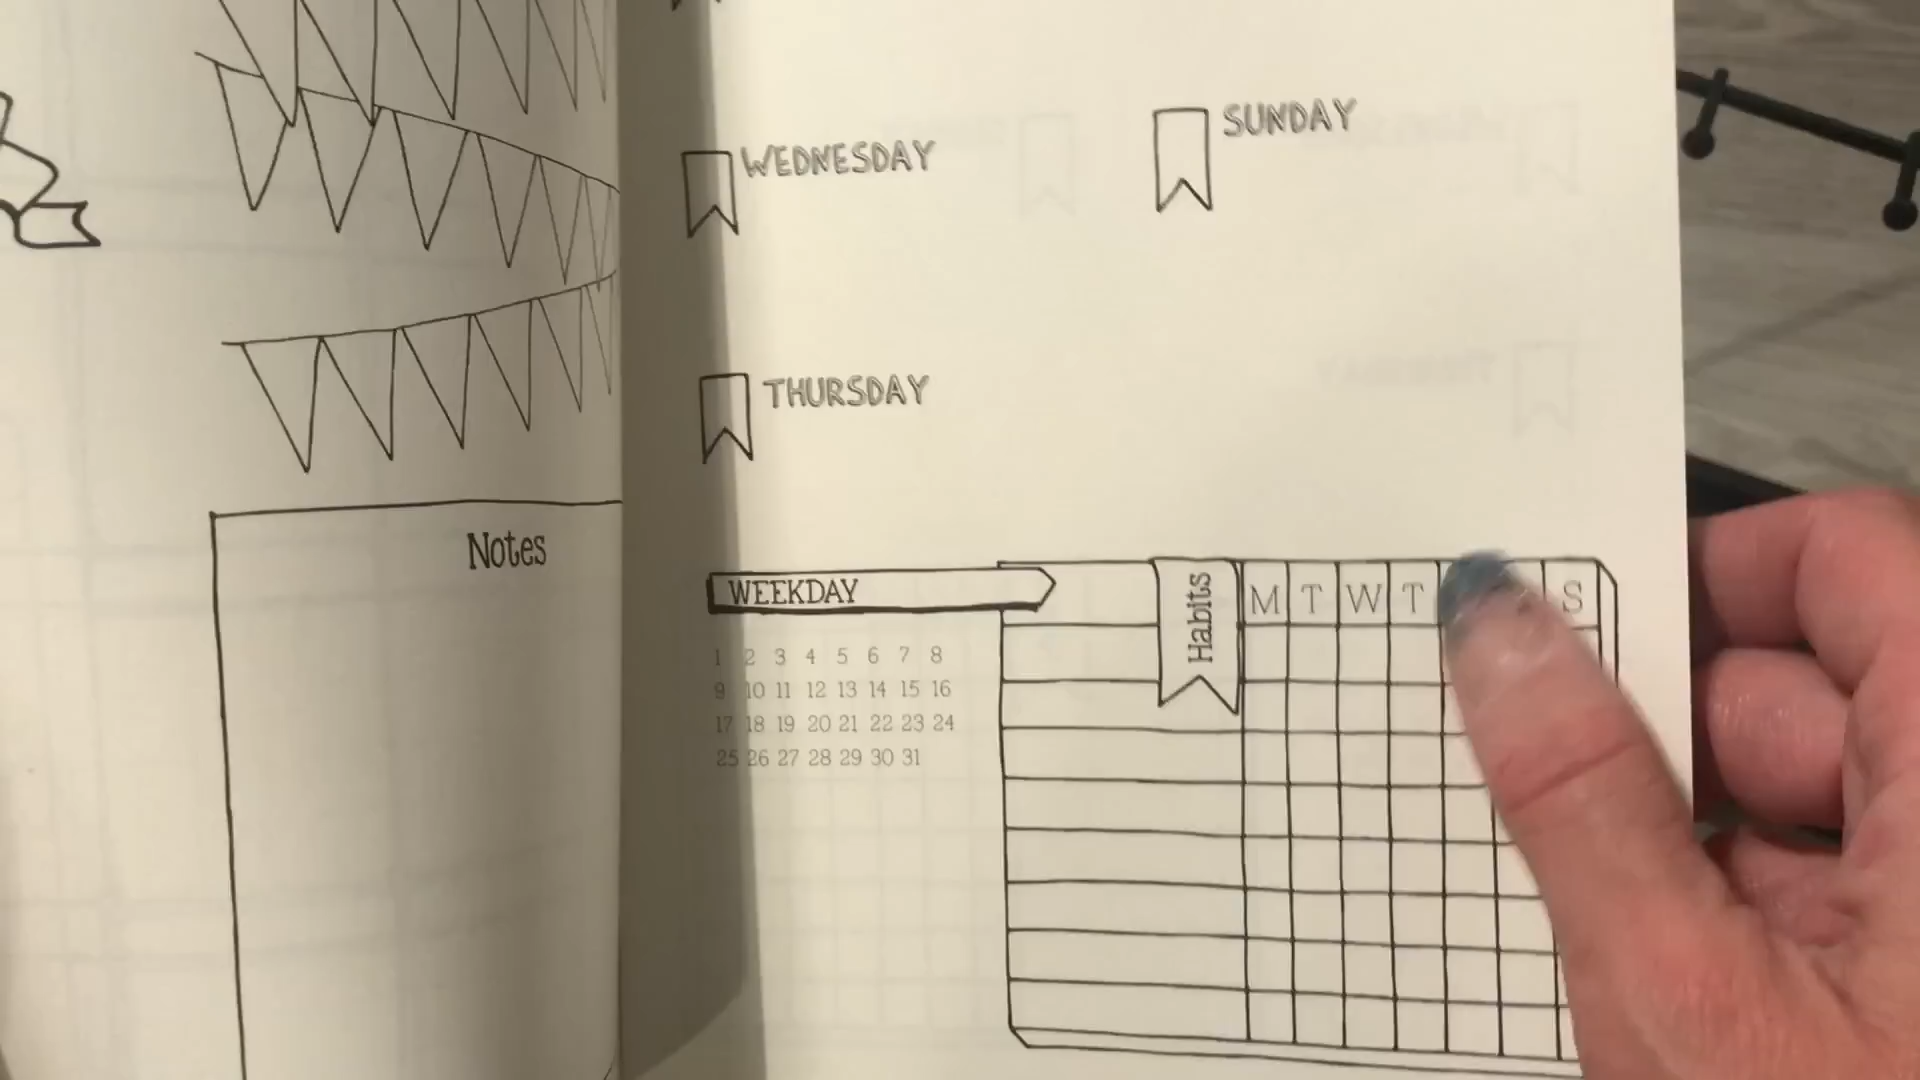 Notes
WEDNESDAY
SUNDAY
THURSDAY
WEEKDAY
1 2 3 4 5 6 7 8
9 10 11 12 13 14 15 16
17 18 19 20 21 22 23 24
25 26 27 28 29 30 31
Habits
M T W T S